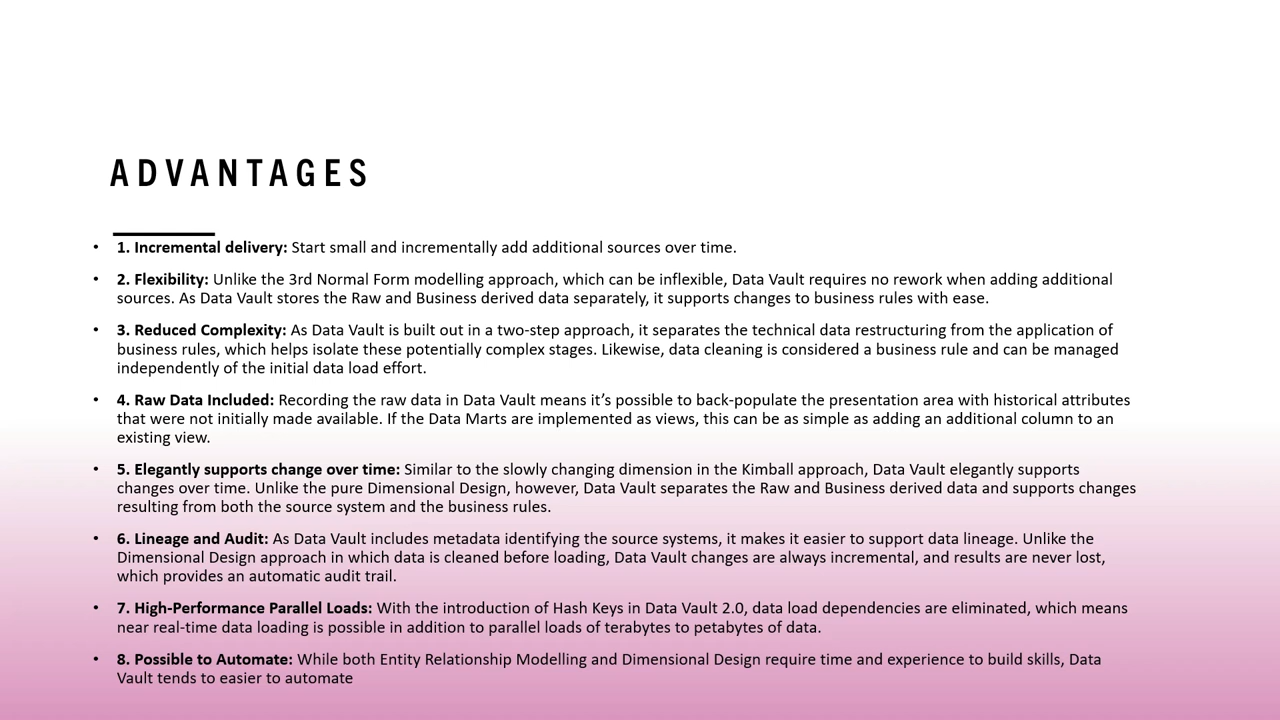 ADVANTAGES
• 1. Incremental delivery: Start small and incrementally add additional sources over time.
• 2. Flexibility: Unlike the 3rd Normal Form modelling approach, which can be inflexible, Data Vault requires no rework when adding additional
sources. As Data Vault stores the Raw and Business derived data separately, it supports changes to business rules with ease.
• 3. Reduced Complexity: As Data Vault is built out in a two-step approach, it separates the technical data restructuring from the application of
business rules, which helps isolate these potentially complex stages. Likewise, data cleaning is considered a business rule and can be managed
independently of the initial data load effort.
• 4. Raw Data Included: Recording the raw data in Data Vault means it’s possible to back-populate the presentation area with historical attributes
that were not initially made available. If the Data Marts are implemented as views, this can be as simple as adding an additional column to an
existing view.
• 5. Elegantly supports change over time: Similar to the slowly changing dimension in the Kimball approach, Data Vault elegantly supports
changes over time. Unlike the pure Dimensional Design, however, Data Vault separates the Raw and Business derived data and supports changes
resulting from both the source system and the business rules.
• 6. Lineage and Audit: As Data Vault includes metadata identifying the source systems, it makes it easier to support data lineage. Unlike the
Dimensional Design approach in which data is cleaned before loading, Data Vault changes are always incremental, and results are never lost,
which provides an automatic audit trail.
• 7. High-Performance Parallel Loads: With the introduction of Hash Keys in Data Vault 2.0, data load dependencies are eliminated, which means
near real-time data loading is possible in addition to parallel loads of terabytes to petabytes of data.
• 8. Possible to Automate: While both Entity Relationship Modelling and Dimensional Design require time and experience to build skills, Data
Vault tends to easier to automate